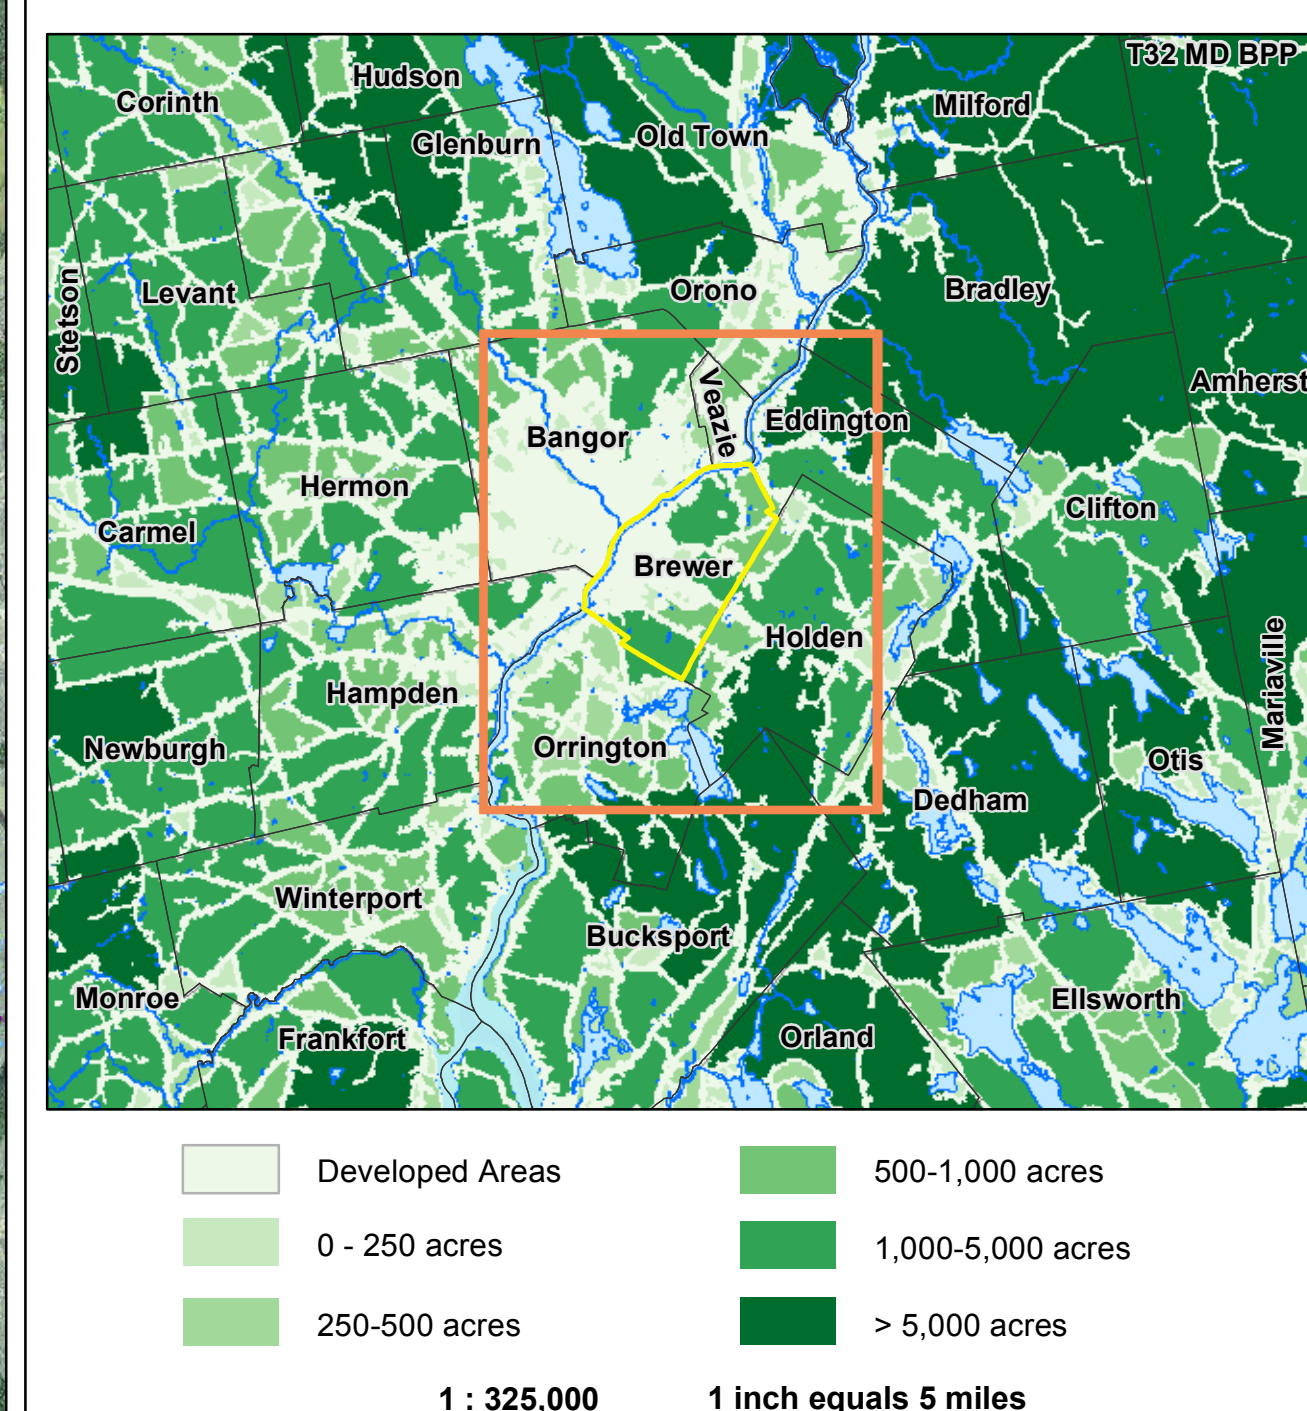 T32 MD BPP
Hudson
Corinth
Milford
Old Town
Glenburn
Orono
Bradley
Levant
Stetson
Amherst
Veazie
Eddington
Bangor
Hermon
Clifton
Carmel
Brewer
Holden
Mariaville
Hampden
Newburgh
Orrington
Otis
Dedham
Winterport
Bucksport
Monroe
Ellsworth
Frankfort
Orland
Developed Areas
500-1,000 acres
0 - 250 acres
1,000-5,000 acres
250-500 acres
> 5,000 acres
1 : 325,000 1 inch equals 5 miles